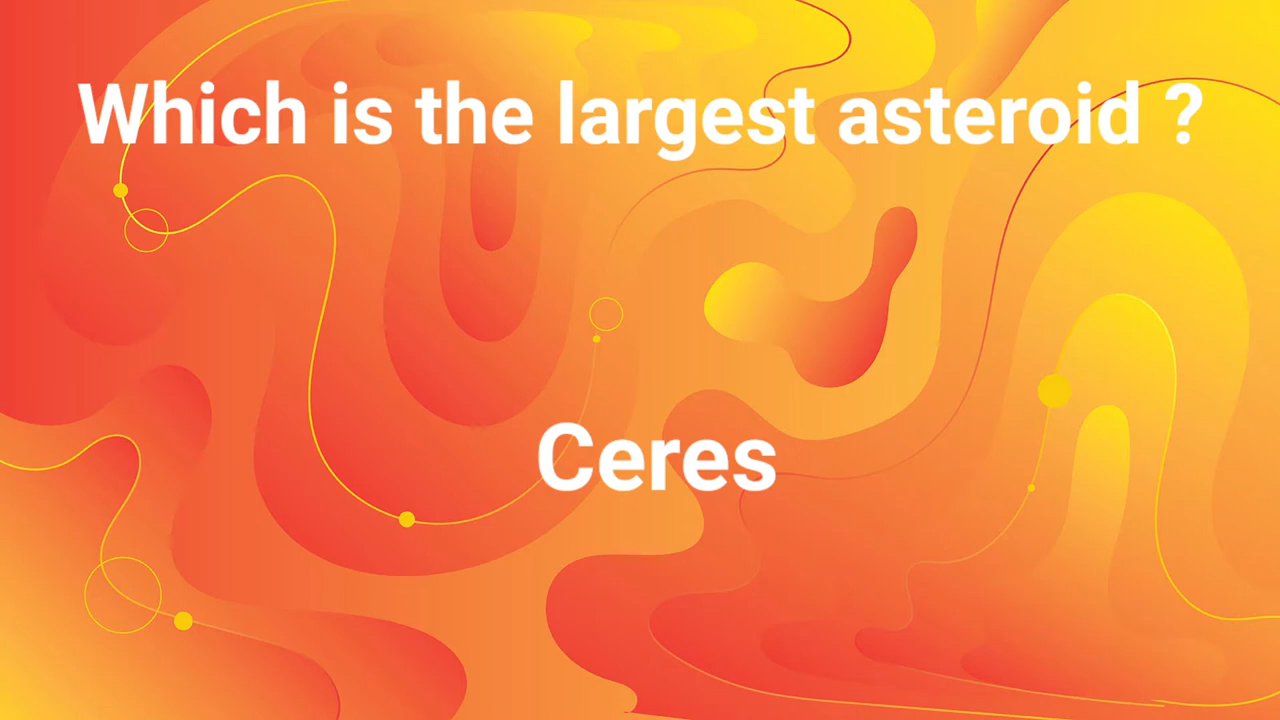 Which is the largest asteroid ?
Ceres